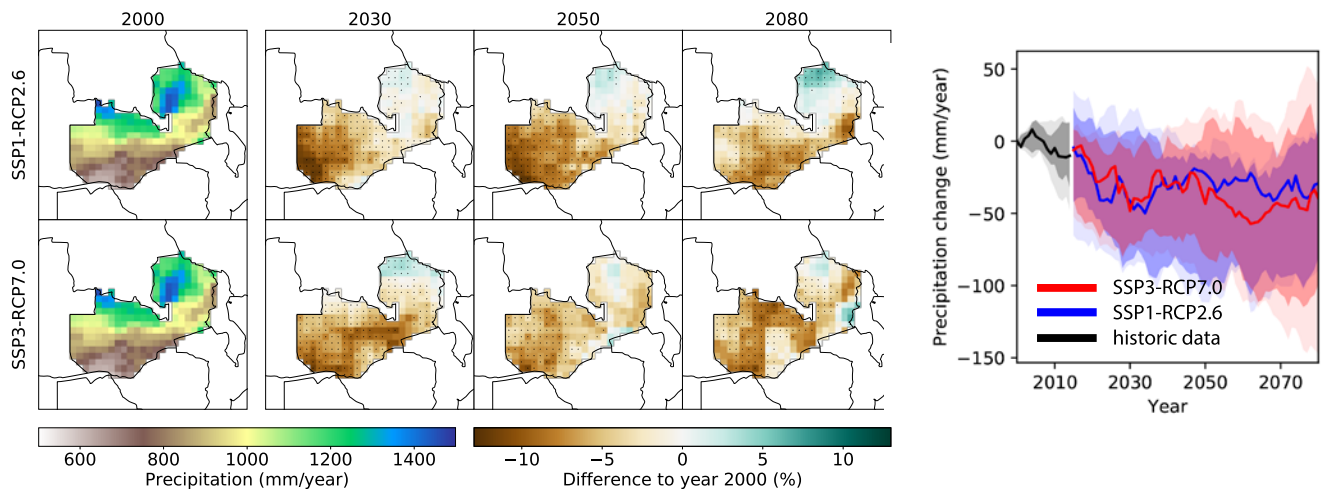 2000 2030 2050 2080
SSP1-RCP2.6
SSP3-RCP7.0
600 800 1000 1200 1400
Precipitation (mm/year)
−10 −5 0 5 10
Difference to year 2000 (%)
Precipitation change (mm/year)
50
0
−50
−100
−150
SSP3-RCP7.0
SSP1-RCP2.6
historic data
2010 2030 2050 2070
Year